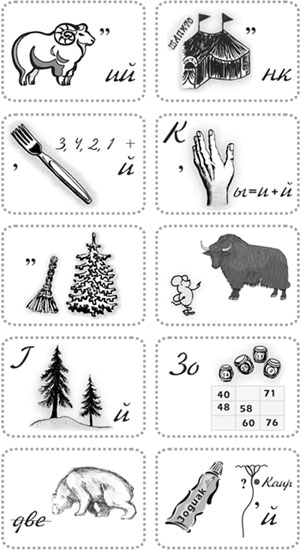 ”
ий
ШАПИТО
”
нк
3, 4, 2, 1 +
,
й
К
,
ы=и+й
”
Г
й
Зо
40 71
48 58
60 76
две
Joguak
?
Каир
,
й